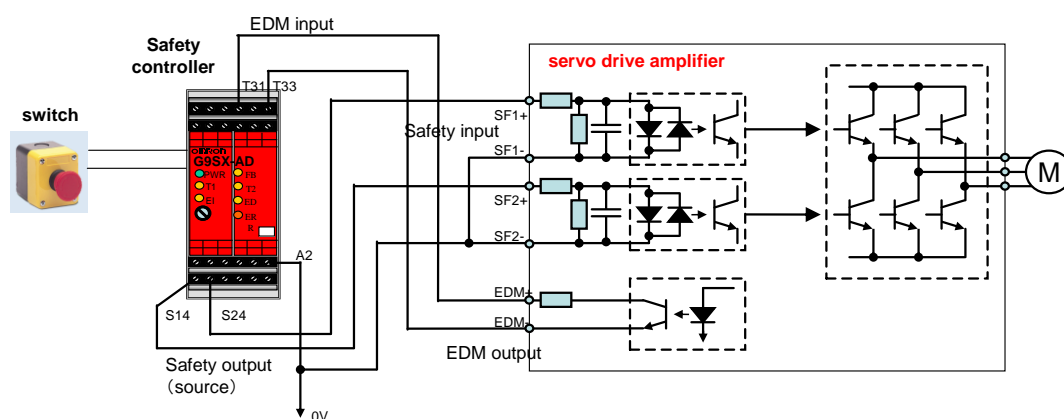 EDM input
Safety
controller
servo drive amplifier
T31 T33
switch
SF1+
Safety input
SF1-
omron
G9SX-AD
PWR FB
T1 T2
EI ED
ER
R
SF2+
SF2-
M
A2
EDM+
S14 S24
EDM-
EDM output
Safety output
（source）
0V